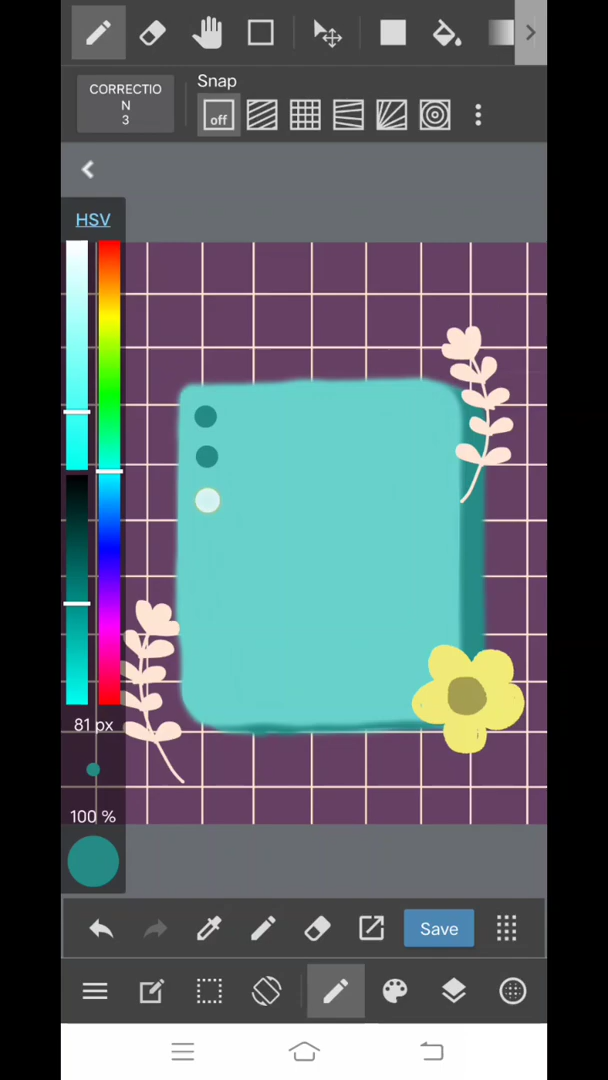 Snap
CORRECTIO
N
3
off
HSV
81 px
100 %
Save